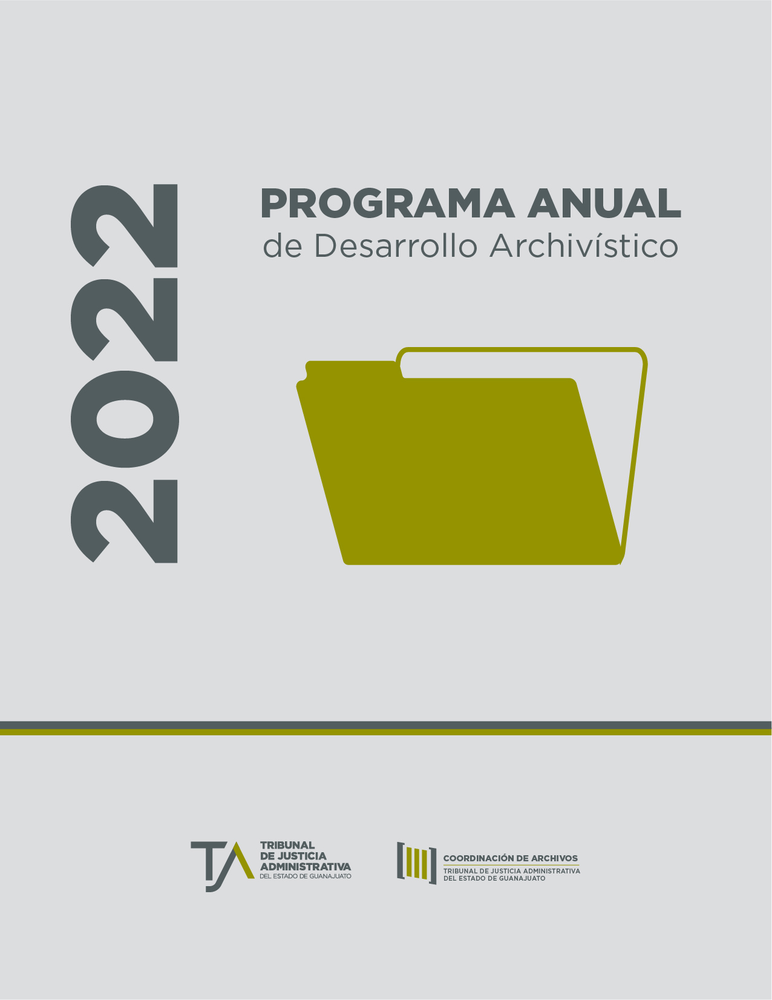 2022
PROGRAMA ANUAL
de Desarrollo Archivístico
TRIBUNAL
DE JUSTICIA
ADMINISTRATIVA
DEL ESTADO DE GUANAJUATO
COORDINACIÓN DE ARCHIVOS
TRIBUNAL DE JUSTICIA ADMINISTRATIVA
DEL ESTADO DE GUANAJUATO